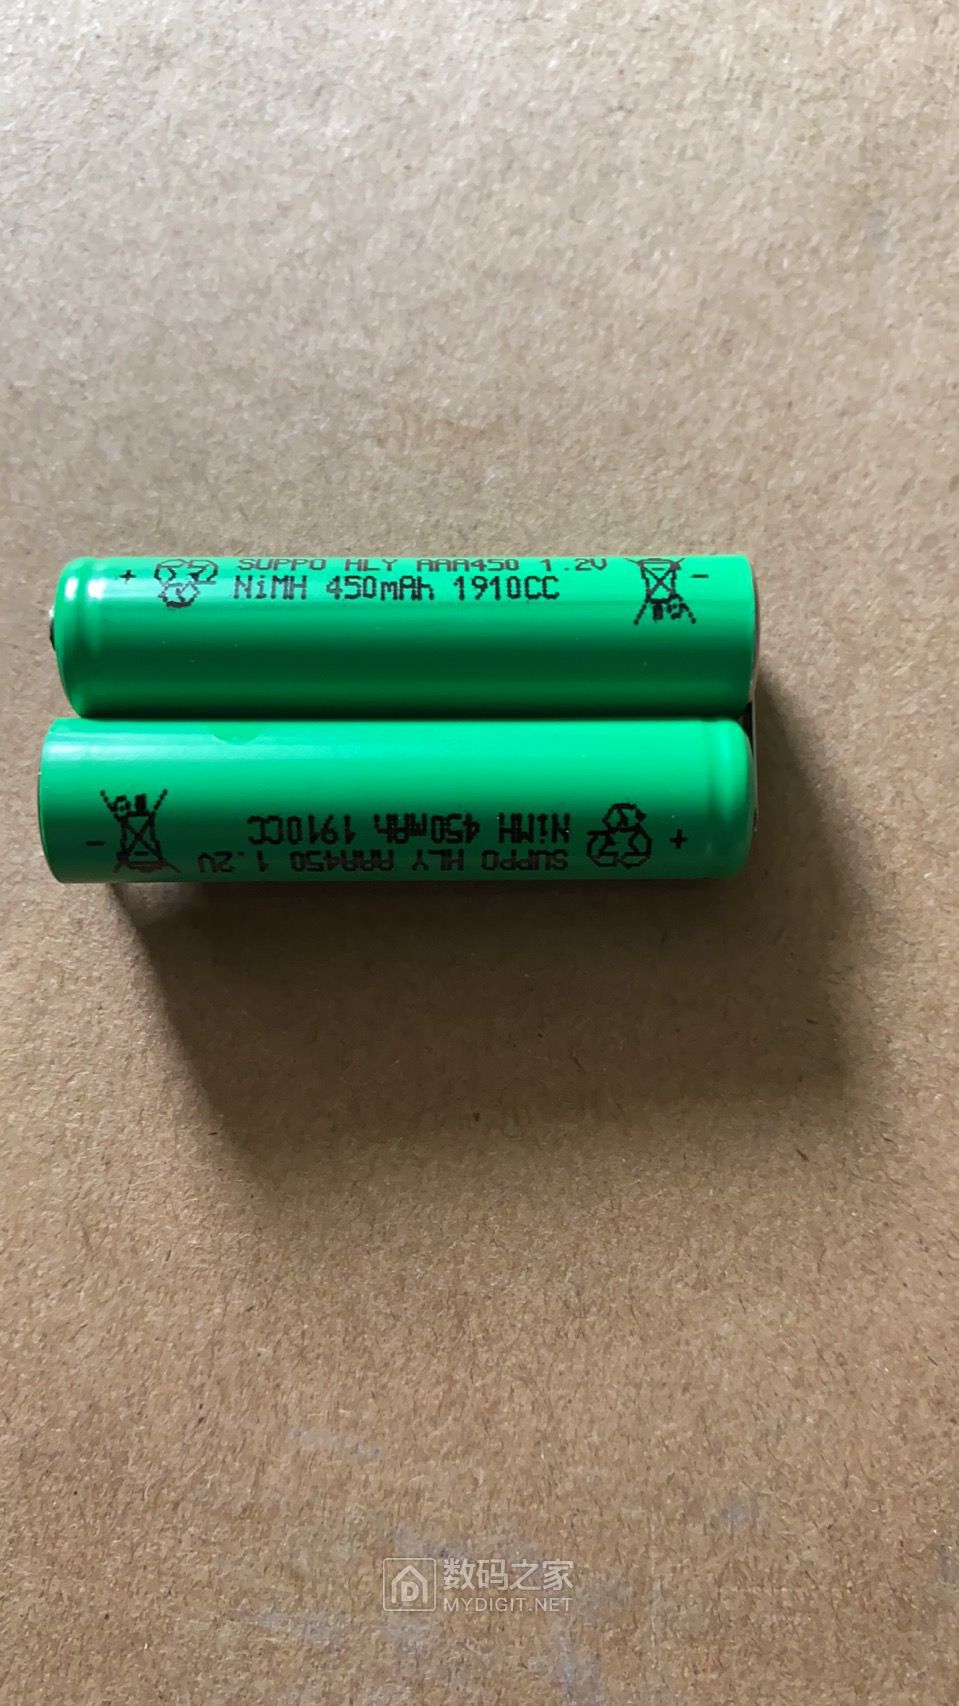 + SUPPO HLY AAA450 1.2V -
NiMH 450mAh 1910CC
+ SUPPO HLY AAA450 1.2V -
NiMH 450mAh 1910CC
数码之家
MYDIGIT.NET